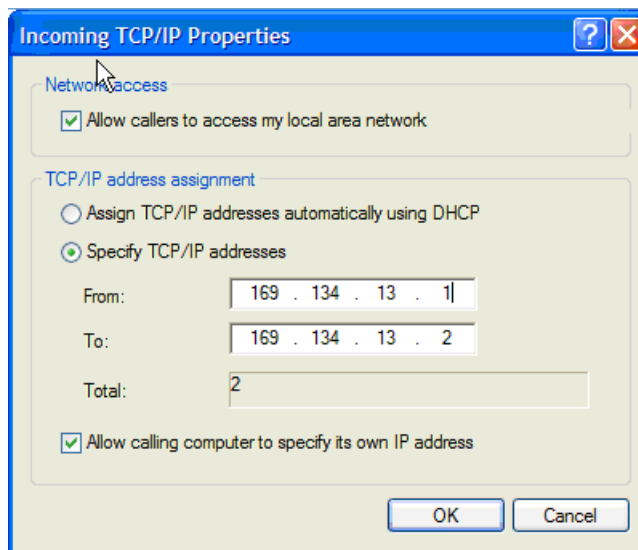 Incoming TCP/IP Properties
Network access
Allow callers to access my local area network
TCP/IP address assignment
Assign TCP/IP addresses automatically using DHCP
Specify TCP/IP addresses
From: 169 . 134 . 13 . 1
To: 169 . 134 . 13 . 2
Total: 2
Allow calling computer to specify its own IP address
OK Cancel